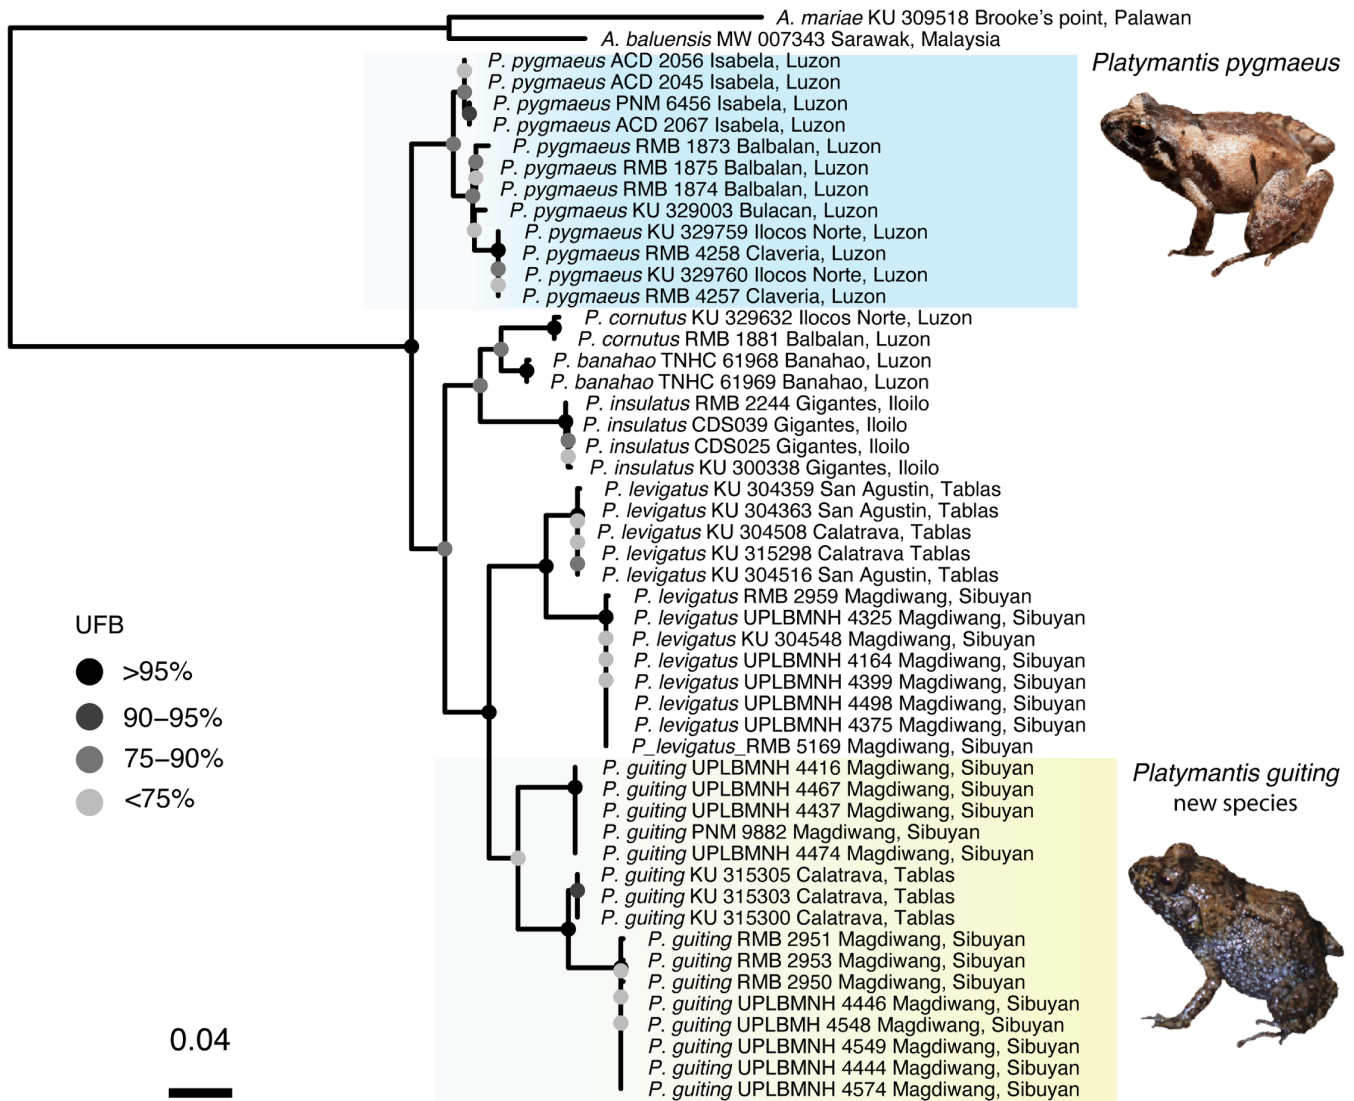 A. mariae KU 309518 Brooke's point, Palawan
A. baluensis MW 007343 Sarawak, Malaysia
P. pygmaeus ACD 2056 Isabela, Luzon
P. pygmaeus ACD 2045 Isabela, Luzon
P. pygmaeus PNM 6456 Isabela, Luzon
P. pygmaeus ACD 2067 Isabela, Luzon
P. pygmaeus RMB 1873 Balbalan, Luzon
P. pygmaeus RMB 1875 Balbalan, Luzon
P. pygmaeus RMB 1874 Balbalan, Luzon
P. pygmaeus KU 329003 Bulacan, Luzon
P. pygmaeus KU 329759 Ilocos Norte, Luzon
P. pygmaeus RMB 4258 Claveria, Luzon
P. pygmaeus KU 329760 Ilocos Norte, Luzon
P. pygmaeus RMB 4257 Claveria, Luzon
Platymantis pygmaeus
P. cornutus KU 329632 Ilocos Norte, Luzon
P. cornutus RMB 1881 Balbalan, Luzon
P. banahao TNHC 61968 Banahao, Luzon
P. banahao TNHC 61969 Banahao, Luzon
P. insulatus RMB 2244 Gigantes, Iloilo
P. insulatus CDS039 Gigantes, Iloilo
P. insulatus CDS025 Gigantes, Iloilo
P. insulatus KU 300338 Gigantes, Iloilo
P. levigatus KU 304359 San Agustin, Tablas
P. levigatus KU 304363 San Agustin, Tablas
P. levigatus KU 304508 Calatrava, Tablas
P. levigatus KU 315298 Calatrava Tablas
P. levigatus KU 304516 San Agustin, Tablas
P. levigatus RMB 2959 Magdiwang, Sibuyan
P. levigatus UPLBMNH 4325 Magdiwang, Sibuyan
P. levigatus KU 304548 Magdiwang, Sibuyan
P. levigatus UPLBMNH 4164 Magdiwang, Sibuyan
P. levigatus UPLBMNH 4399 Magdiwang, Sibuyan
P. levigatus UPLBMNH 4498 Magdiwang, Sibuyan
P. levigatus UPLBMNH 4375 Magdiwang, Sibuyan
P_levigatus_RMB 5169 Magdiwang, Sibuyan
P. guiting UPLBMNH 4416 Magdiwang, Sibuyan
P. guiting UPLBMNH 4467 Magdiwang, Sibuyan
P. guiting UPLBMNH 4437 Magdiwang, Sibuyan
P. guiting PNM 9882 Magdiwang, Sibuyan
P. guiting UPLBMNH 4474 Magdiwang, Sibuyan
P. guiting KU 315305 Calatrava, Tablas
P. guiting KU 315303 Calatrava, Tablas
P. guiting KU 315300 Calatrava, Tablas
P. guiting RMB 2951 Magdiwang, Sibuyan
P. guiting RMB 2953 Magdiwang, Sibuyan
P. guiting RMB 2950 Magdiwang, Sibuyan
P. guiting UPLBMNH 4446 Magdiwang, Sibuyan
P. guiting UPLBMH 4548 Magdiwang, Sibuyan
P. guiting UPLBMNH 4549 Magdiwang, Sibuyan
P. guiting UPLBMNH 4444 Magdiwang, Sibuyan
P. guiting UPLBMNH 4574 Magdiwang, Sibuyan
Platymantis guiting
new species
UFB
>95%
90–95%
75–90%
<75%
0.04